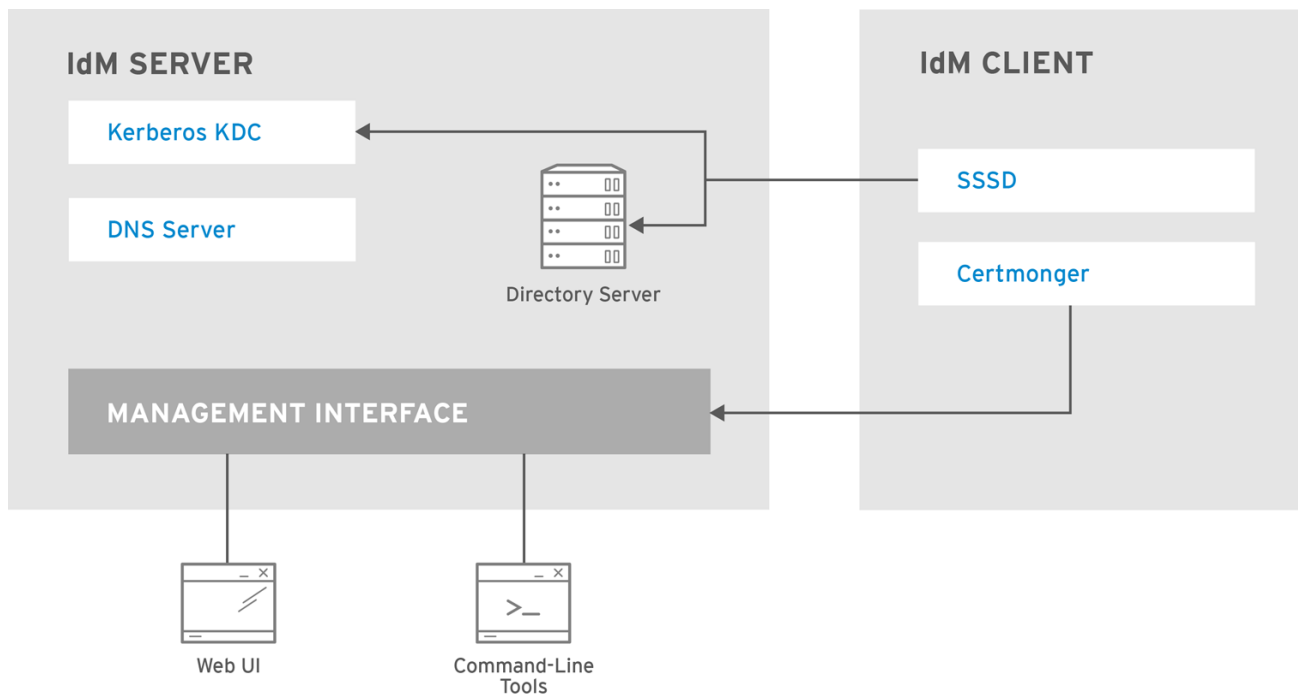 IdM SERVER
Kerberos KDC
DNS Server
Directory Server
MANAGEMENT INTERFACE
Web UI
Command-Line
Tools
IdM CLIENT
SSSD
Certmonger